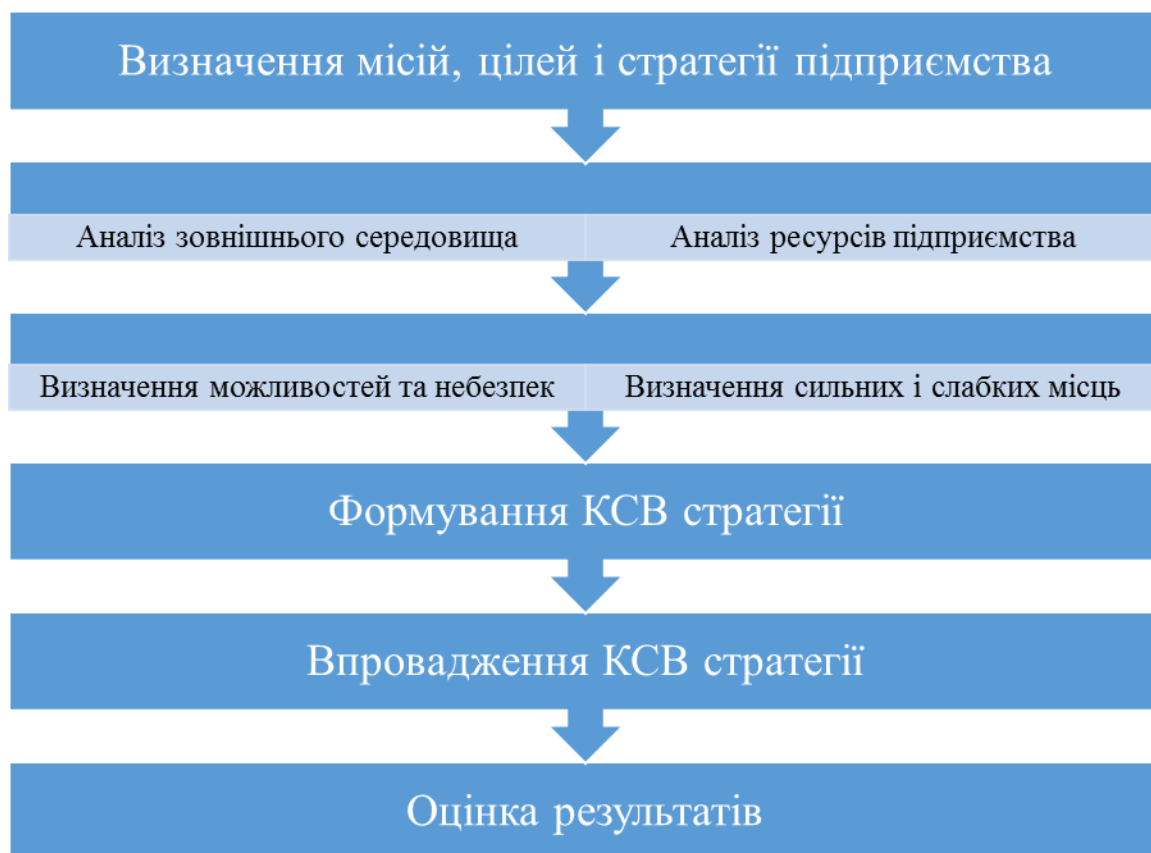 Визначення місій, цілей і стратегії підприємства
Аналіз зовнішнього середовища
Аналіз ресурсів підприємства
Визначення можливостей та небезпек
Визначення сильних і слабких місць
Формування КСВ стратегії
Впровадження КСВ стратегії
Оцінка результатів